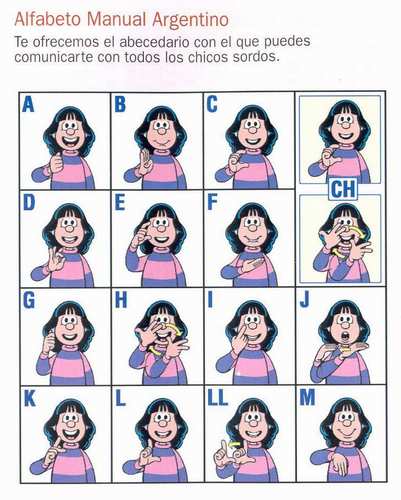 Alfabeto Manual Argentino
Te ofrecemos el abecedario con el que puedes
comunicarte con todos los chicos sordos.
A B C
CH
D E F
G H I J
K L LL M